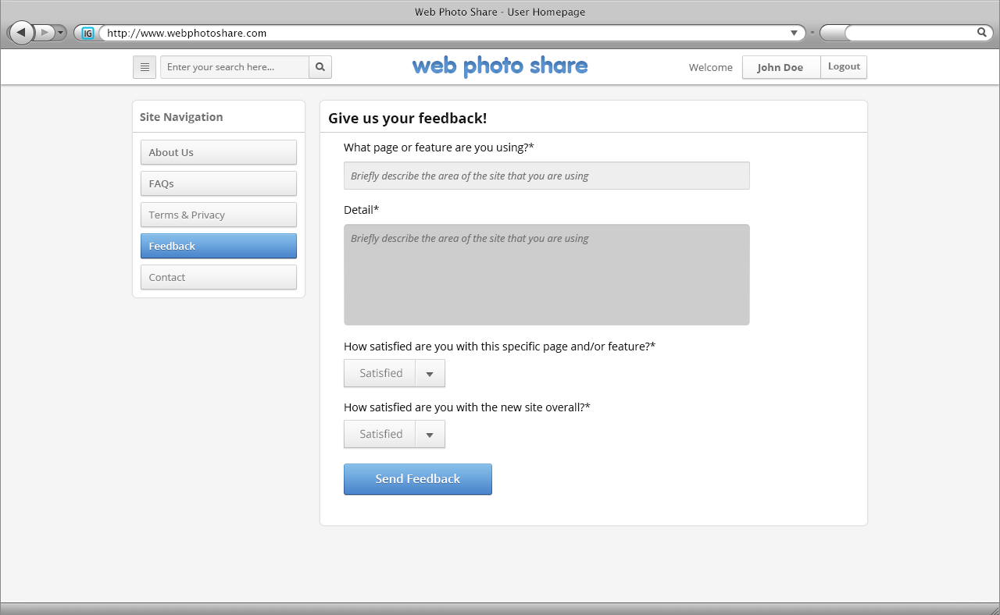 Web Photo Share - User Homepage
IG http://www.webphotoshare.com
Enter your search here...
web photo share
Welcome John Doe Logout
Site Navigation
About Us
FAQs
Terms & Privacy
Feedback
Contact
Give us your feedback!
What page or feature are you using?*
Briefly describe the area of the site that you are using
Detail*
Briefly describe the area of the site that you are using
How satisfied are you with this specific page and/or feature?*
Satisfied
How satisfied are you with the new site overall?*
Satisfied
Send Feedback